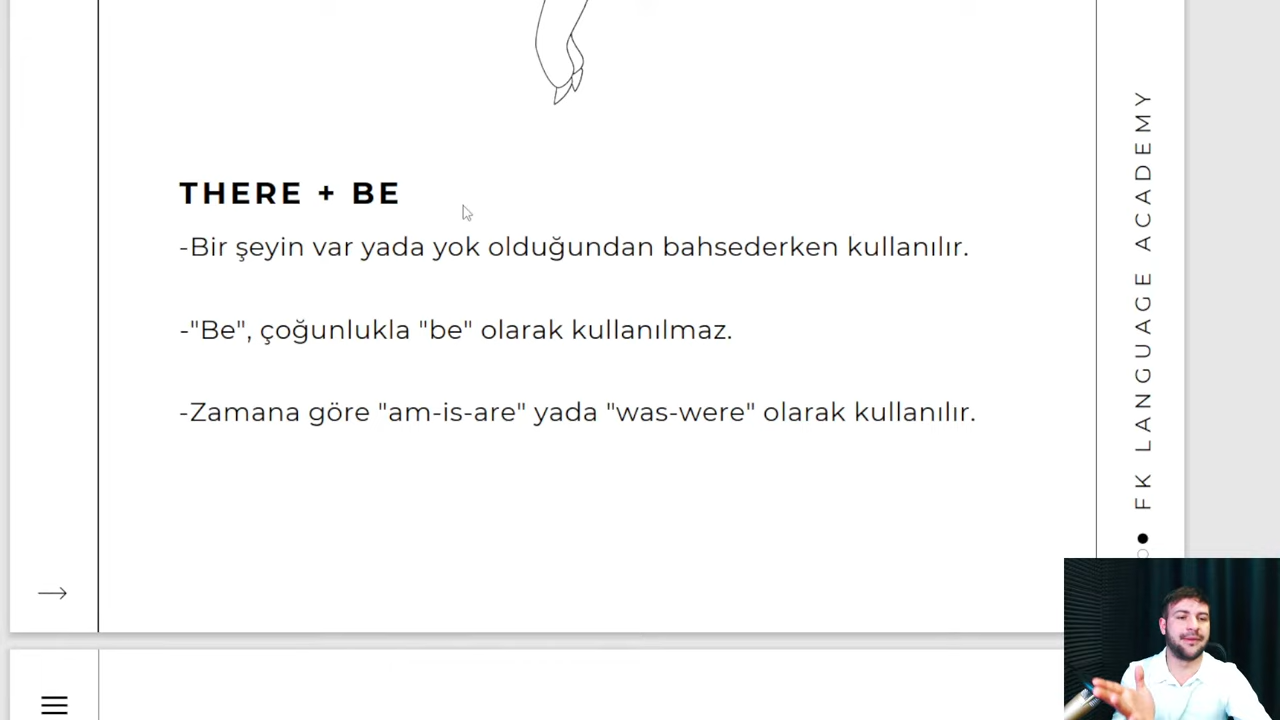 THERE + BE
-Bir şeyin var yada yok olduğundan bahsederken kullanılır.
-"Be", çoğunlukla "be" olarak kullanılmaz.
-Zamana göre "am-is-are" yada "was-were" olarak kullanılır.
FK LANGUAGE ACADEMY